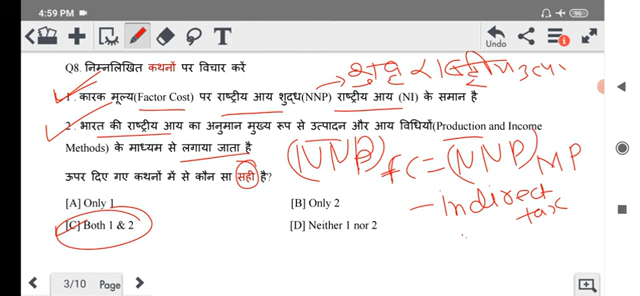 4:59 PM
96
Undo
Q8. निम्नलिखित कथनों पर विचार करें
शुद्ध राष्ट्रीय उत्पा
1. कारक मूल्य(Factor Cost) पर राष्ट्रीय आय शुद्ध(NNP) राष्ट्रीय आय (NI) के समान है
2. भारत की राष्ट्रीय आय का अनुमान मुख्य रूप से उत्पादन और आय विधियों(Production and Income
Methods) के माध्यम से लगाया जाता है
(NNP) FC = (NNP) MP
ऊपर दिए गए कथनों में से कौन सा सही है?
- indirect
tax
[A] Only 1 [B] Only 2
[C] Both 1 & 2 [D] Neither 1 nor 2
3/10 Page